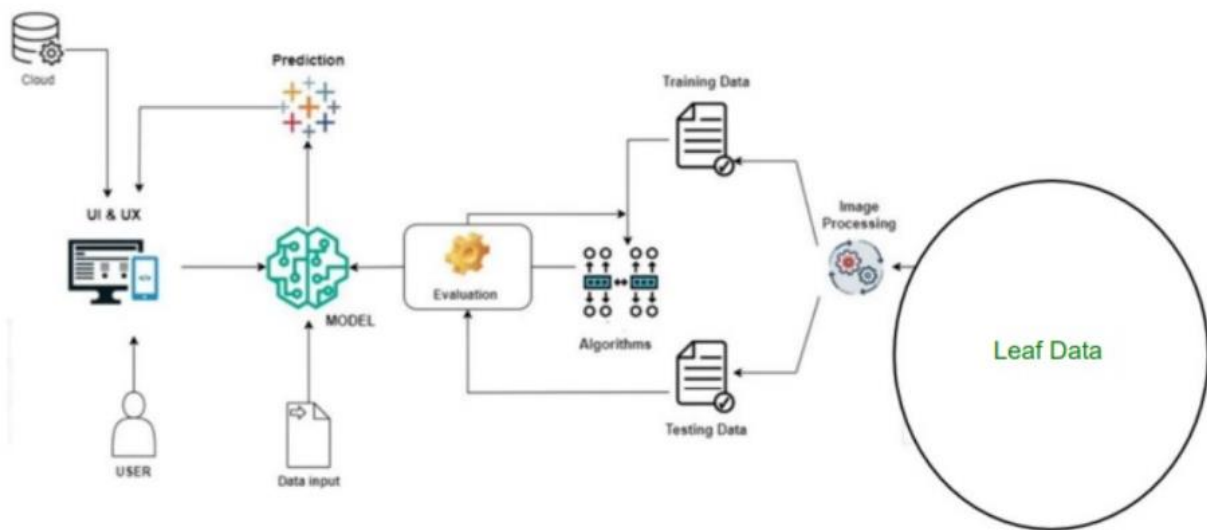 Cloud
Prediction
Training Data
UI & UX
Image
Processing
Evaluation
MODEL
Algorithms
Leaf Data
Testing Data
USER
Data input